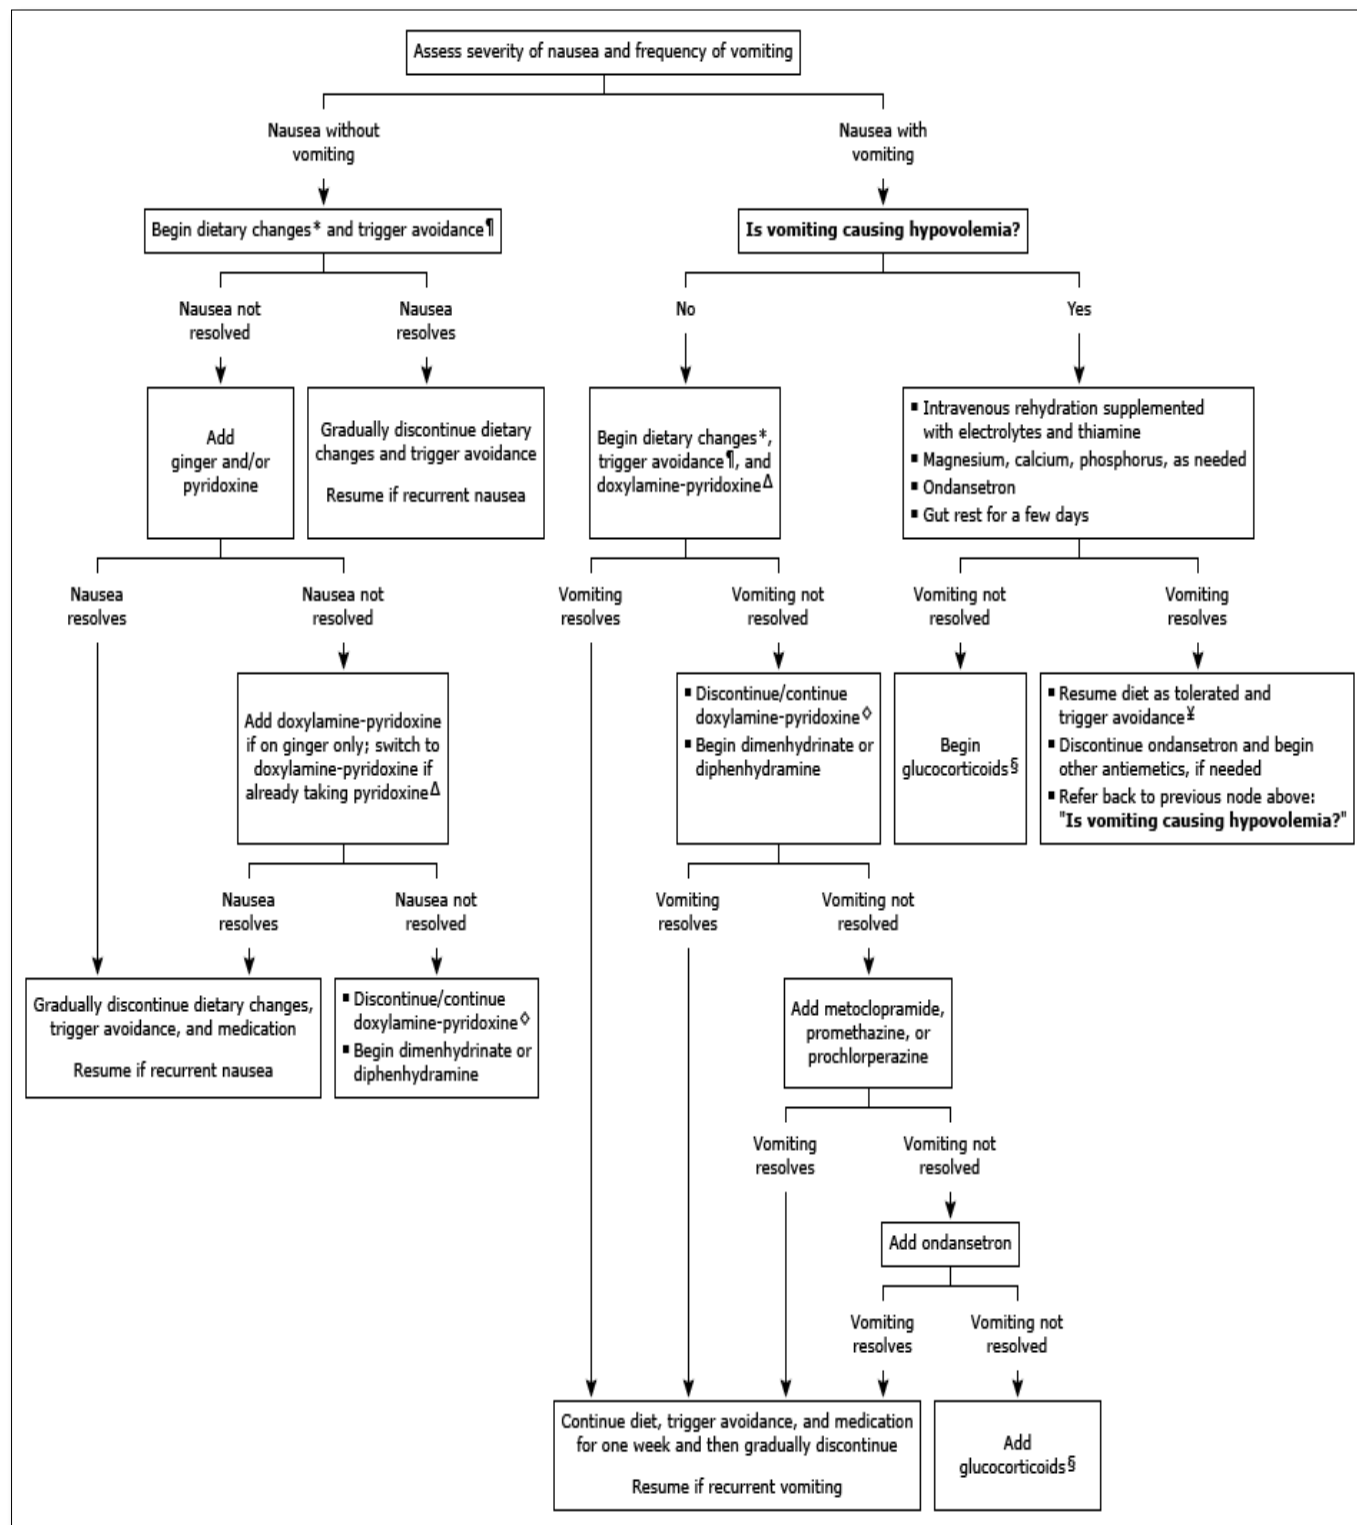 Assess severity of nausea and frequency of vomiting
Nausea without
vomiting
Nausea with
vomiting
Begin dietary changes* and trigger avoidance¶
Is vomiting causing hypovolemia?
Nausea not
resolved
Nausea
resolves
No
Yes
Add
ginger and/or
pyridoxine
Gradually discontinue dietary
changes and trigger avoidance
Resume if recurrent nausea
Begin dietary changes*,
trigger avoidance¶, and
doxylamine-pyridoxineΔ
▪ Intravenous rehydration supplemented
with electrolytes and thiamine
▪ Magnesium, calcium, phosphorus, as needed
▪ Ondansetron
▪ Gut rest for a few days
Nausea
resolves
Nausea not
resolved
Vomiting
resolves
Vomiting not
resolved
Vomiting not
resolved
Vomiting
resolves
Add doxylamine-pyridoxine
if on ginger only; switch to
doxylamine-pyridoxine if
already taking pyridoxineΔ
▪ Discontinue/continue
doxylamine-pyridoxine◊
▪ Begin dimenhydrinate or
diphenhydramine
Begin
glucocorticoids§
▪ Resume diet as tolerated and
trigger avoidance¥
▪ Discontinue ondansetron and begin
other antiemetics, if needed
▪ Refer back to previous node above:
"Is vomiting causing hypovolemia?"
Nausea
resolves
Nausea not
resolved
Vomiting
resolves
Vomiting not
resolved
Gradually discontinue dietary changes,
trigger avoidance, and medication
Resume if recurrent nausea
▪ Discontinue/continue
doxylamine-pyridoxine◊
▪ Begin dimenhydrinate or
diphenhydramine
Add metoclopramide,
promethazine, or
prochlorperazine
Vomiting
resolves
Vomiting not
resolved
Add ondansetron
Vomiting
resolves
Vomiting not
resolved
Continue diet, trigger avoidance, and medication
for one week and then gradually discontinue
Resume if recurrent vomiting
Add
glucocorticoids§